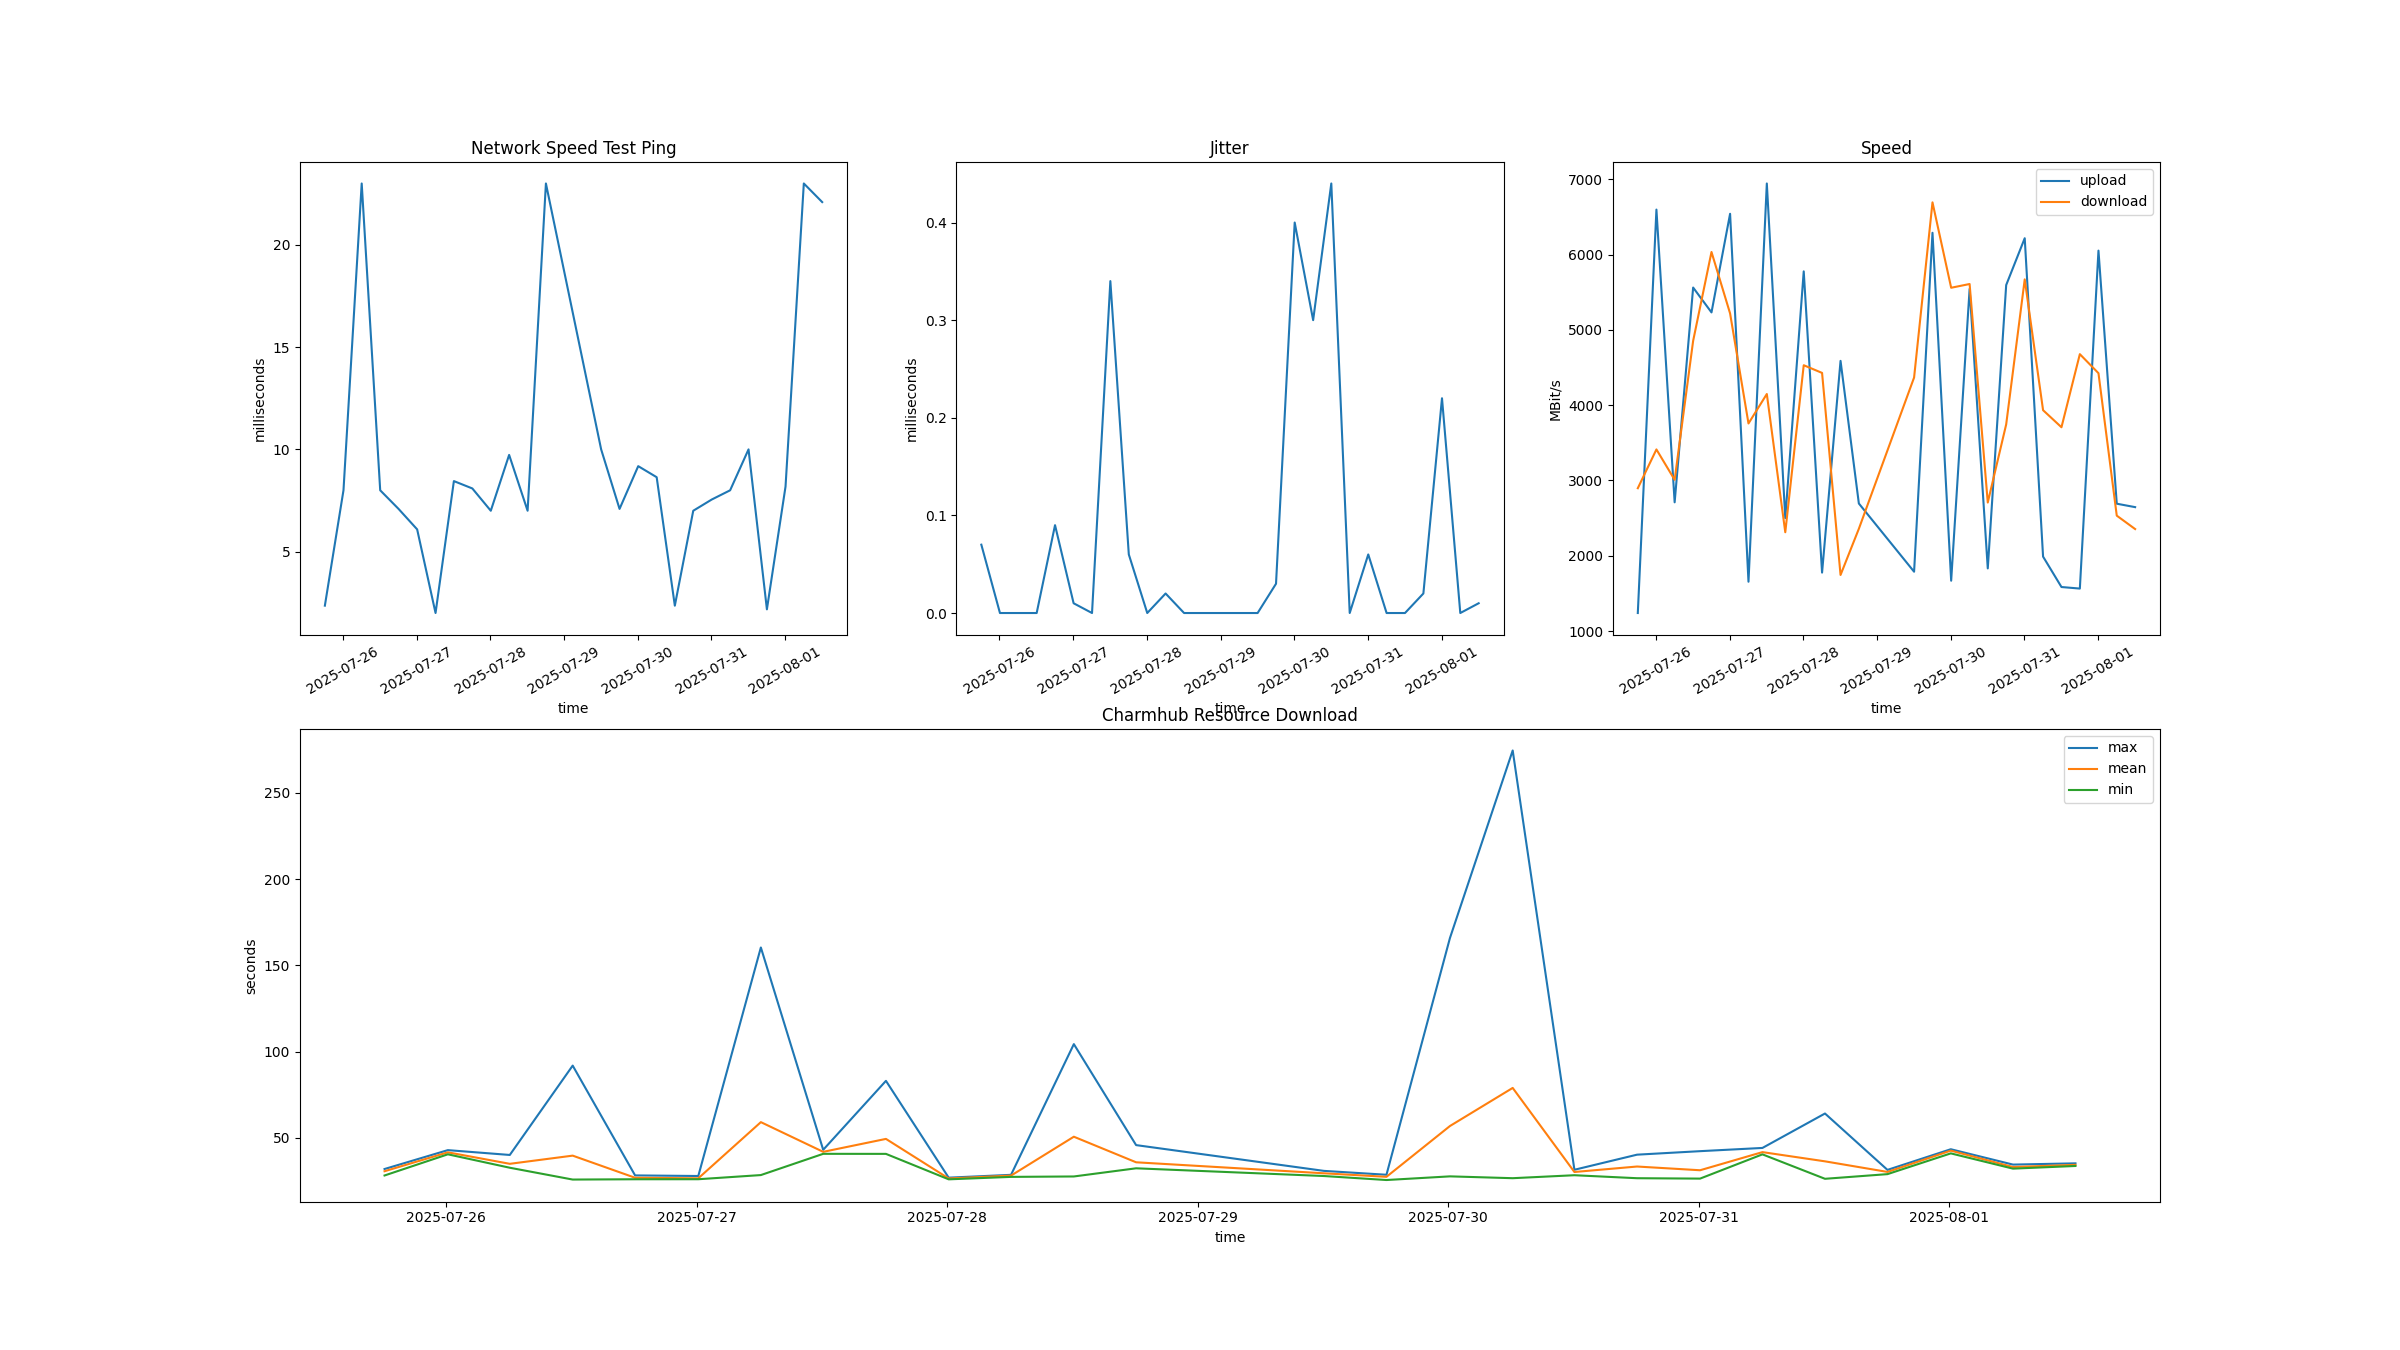 Network Speed Test Ping
milliseconds
20
15
10
5
2025-07-26
2025-07-27
2025-07-28
2025-07-29
2025-07-30
2025-07-31
2025-08-01
time
Jitter
milliseconds
0.4
0.3
0.2
0.1
0.0
2025-07-26
2025-07-27
2025-07-28
2025-07-29
2025-07-30
2025-07-31
2025-08-01
time
Speed
MBit/s
7000
6000
5000
4000
3000
2000
1000
upload
download
2025-07-26
2025-07-27
2025-07-28
2025-07-29
2025-07-30
2025-07-31
2025-08-01
time
Charmhub Resource Download
seconds
250
200
150
100
50
max
mean
min
2025-07-26
2025-07-27
2025-07-28
2025-07-29
2025-07-30
2025-07-31
2025-08-01
time